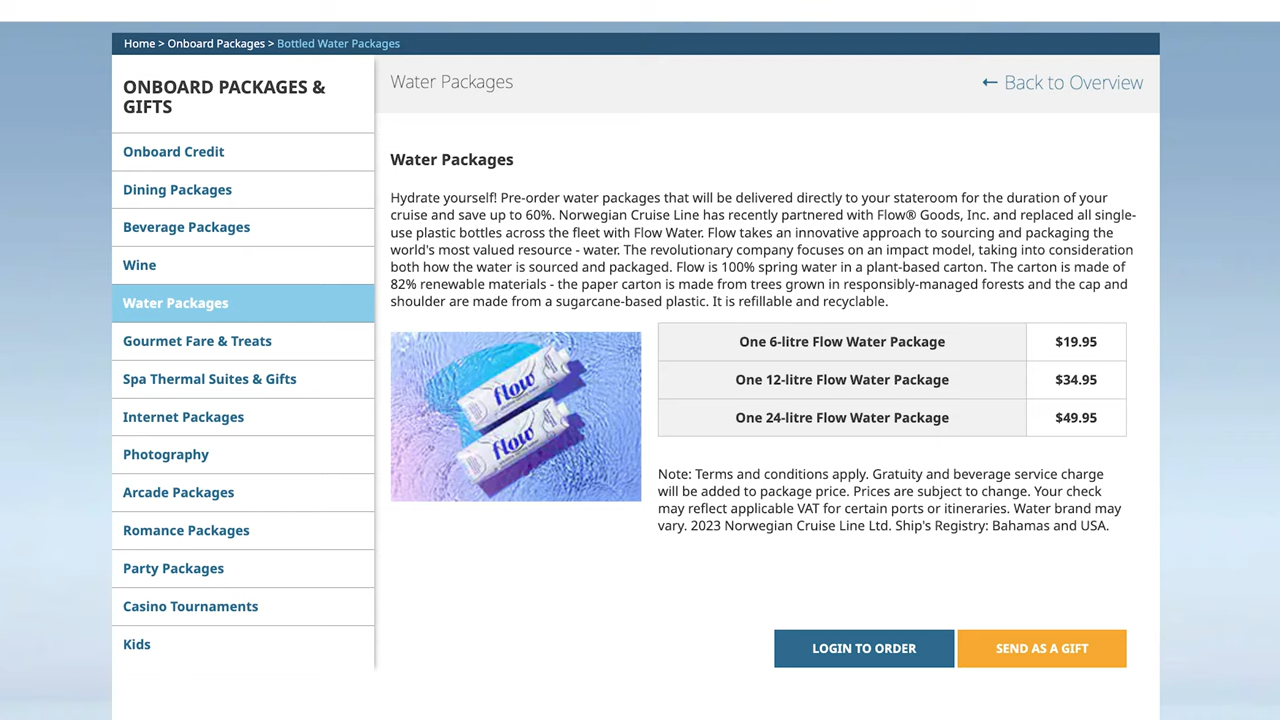 Home > Onboard Packages > Bottled Water Packages
ONBOARD PACKAGES &
GIFTS
Onboard Credit
Dining Packages
Beverage Packages
Wine
Water Packages
Gourmet Fare & Treats
Spa Thermal Suites & Gifts
Internet Packages
Photography
Arcade Packages
Romance Packages
Party Packages
Casino Tournaments
Kids
Water Packages
← Back to Overview
Water Packages
Hydrate yourself! Pre-order water packages that will be delivered directly to your stateroom for the duration of your
cruise and save up to 60%. Norwegian Cruise Line has recently partnered with Flow® Goods, Inc. and replaced all single-
use plastic bottles across the fleet with Flow Water. Flow takes an innovative approach to sourcing and packaging the
world's most valued resource - water. The revolutionary company focuses on an impact model, taking into consideration
both how the water is sourced and packaged. Flow is 100% spring water in a plant-based carton. The carton is made of
82% renewable materials - the paper carton is made from trees grown in responsibly-managed forests and the cap and
shoulder are made from a sugarcane-based plastic. It is refillable and recyclable.
flow
flow
One 6-litre Flow Water Package $19.95
One 12-litre Flow Water Package $34.95
One 24-litre Flow Water Package $49.95
Note: Terms and conditions apply. Gratuity and beverage service charge
will be added to package price. Prices are subject to change. Your check
may reflect applicable VAT for certain ports or itineraries. Water brand may
vary. 2023 Norwegian Cruise Line Ltd. Ship's Registry: Bahamas and USA.
LOGIN TO ORDER
SEND AS A GIFT